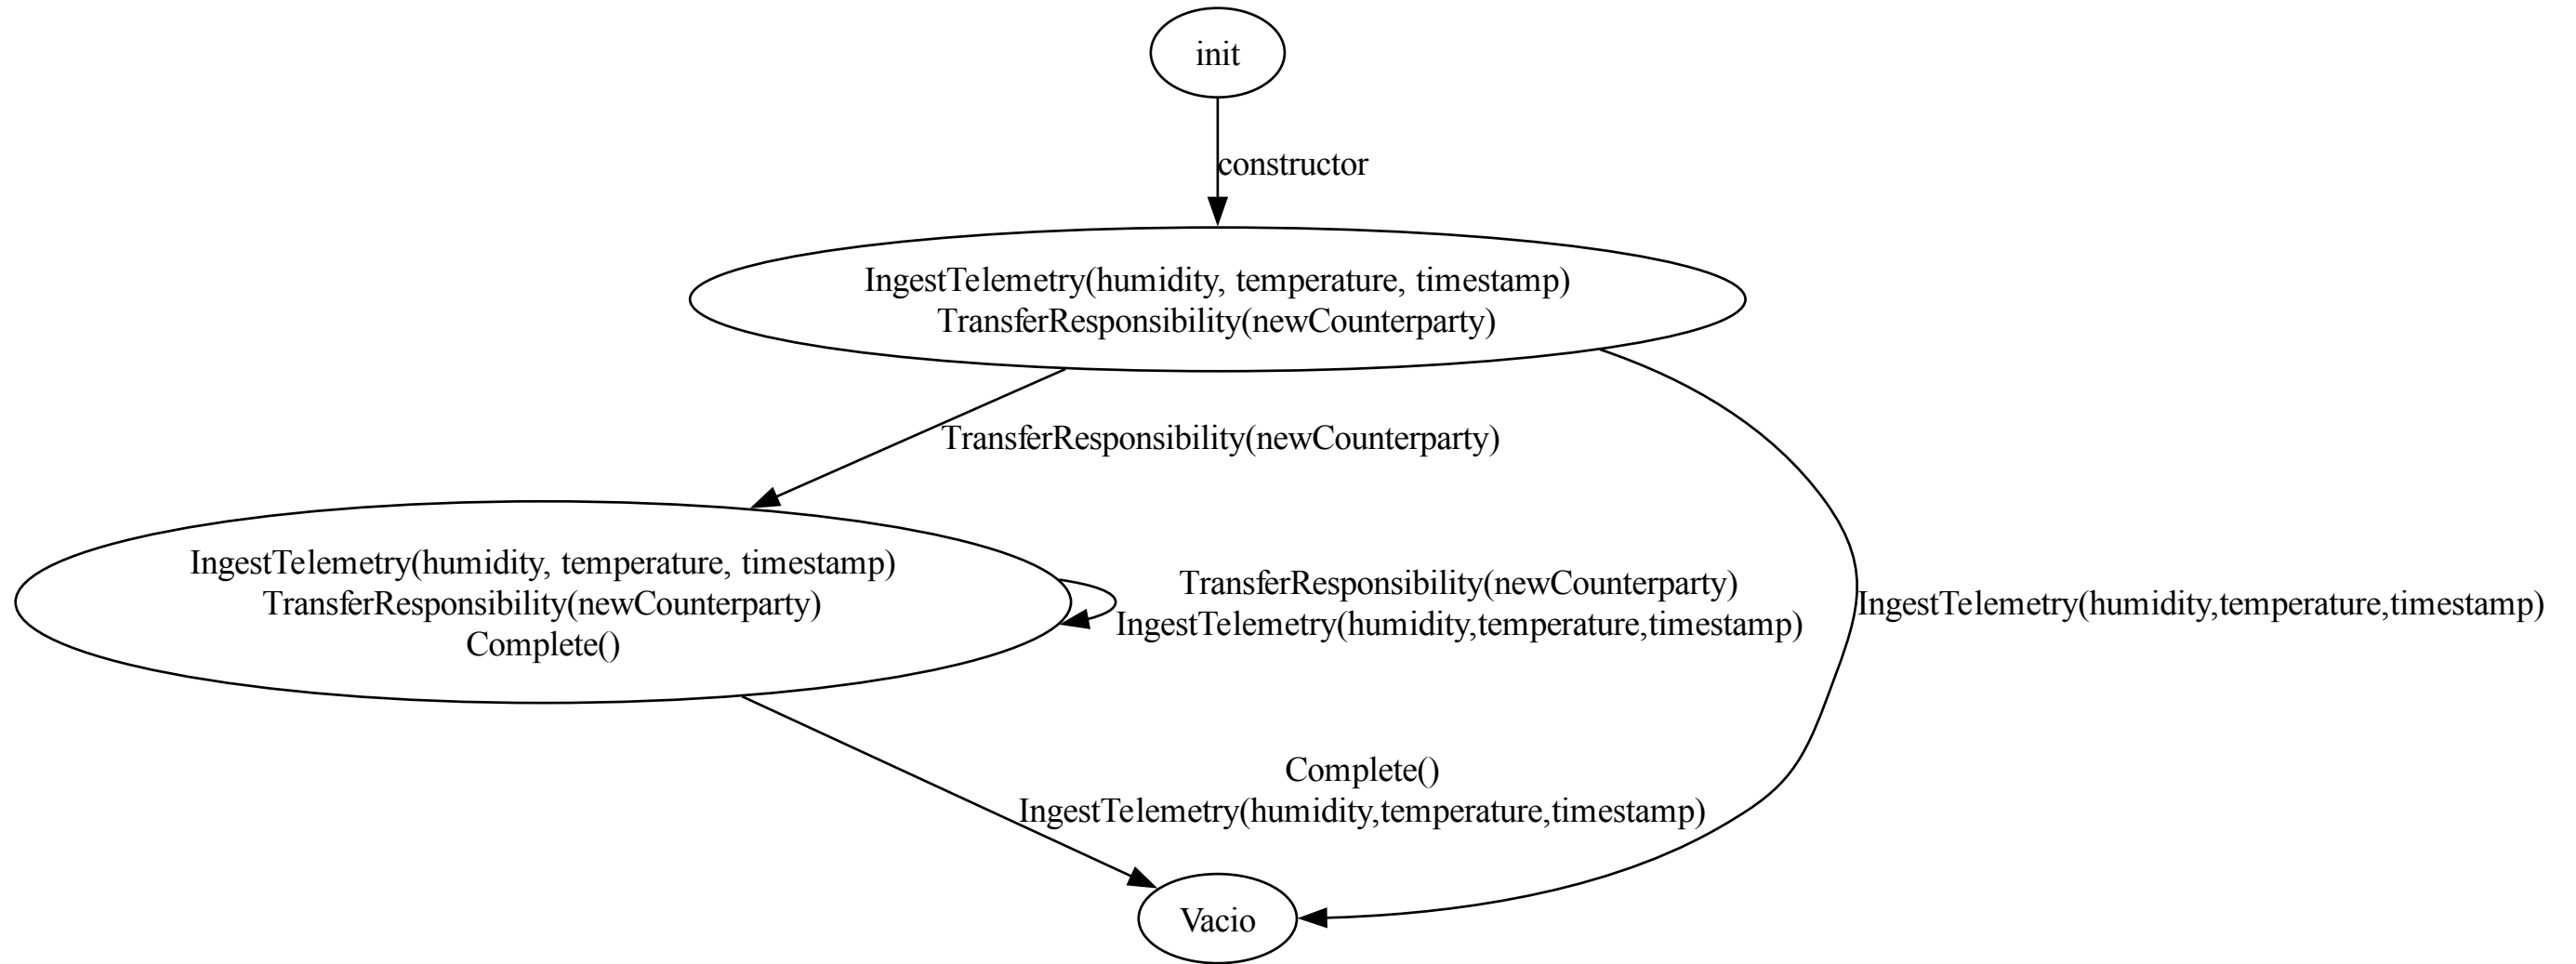 init
constructor
IngestTelemetry(humidity, temperature, timestamp)
TransferResponsibility(newCounterparty)
TransferResponsibility(newCounterparty)
IngestTelemetry(humidity, temperature, timestamp)
TransferResponsibility(newCounterparty)
Complete()
TransferResponsibility(newCounterparty)
IngestTelemetry(humidity,temperature,timestamp)
IngestTelemetry(humidity,temperature,timestamp)
Complete()
IngestTelemetry(humidity,temperature,timestamp)
Vacio